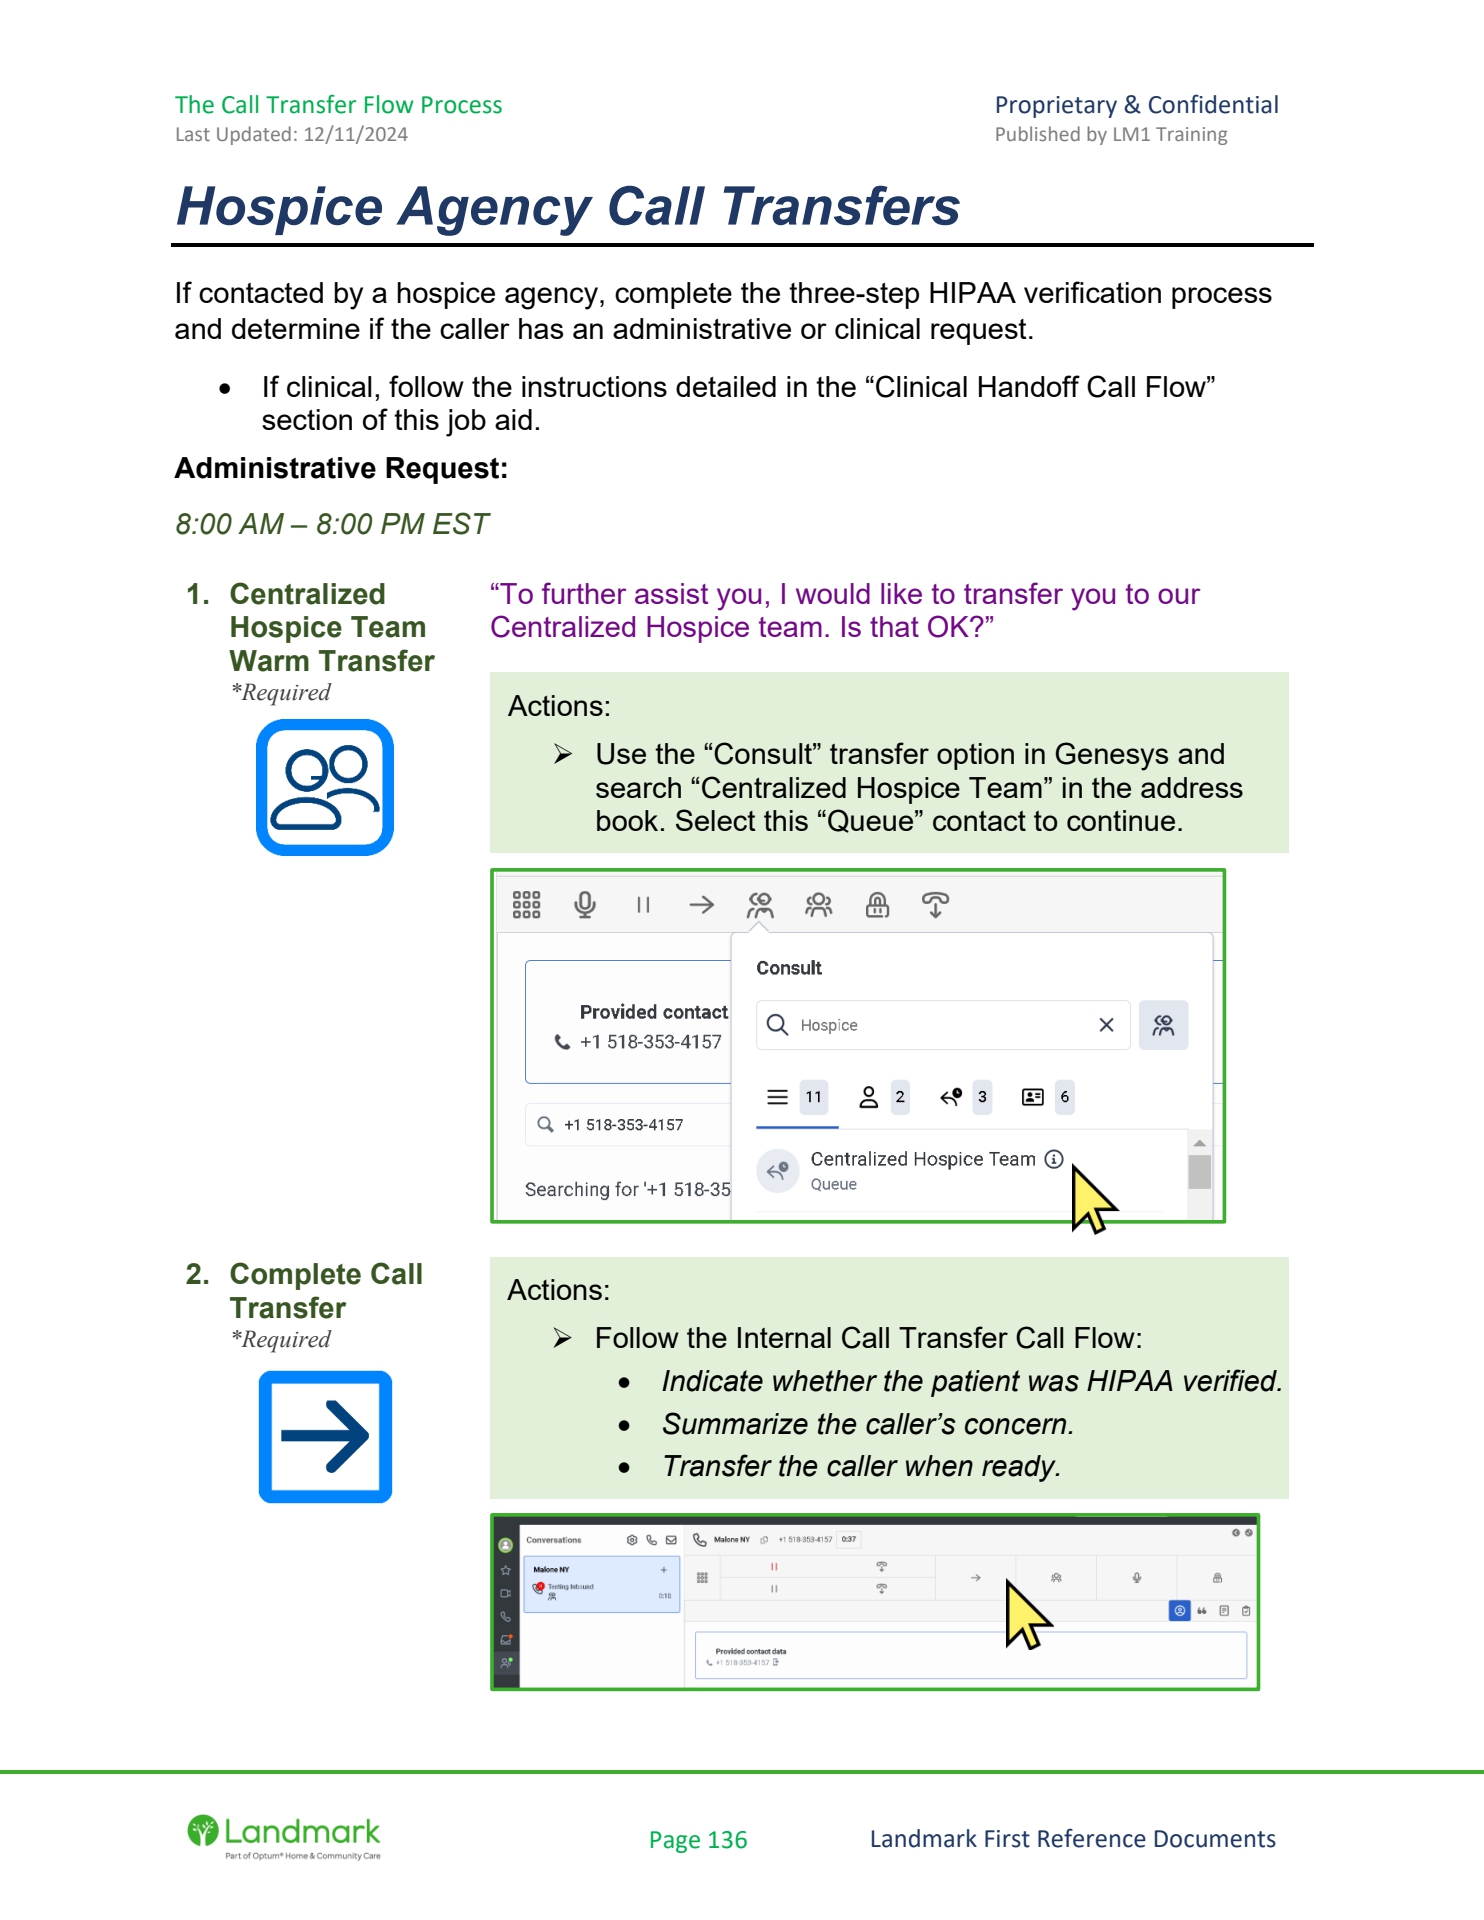 The Call Transfer Flow Process
Proprietary & Confidential
Last Updated: 12/11/2024
Published by LM1 Training
Hospice Agency Call Transfers
If contacted by a hospice agency, complete the three-step HIPAA verification process
and determine if the caller has an administrative or clinical request.
• If clinical, follow the instructions detailed in the “Clinical Handoff Call Flow”
section of this job aid.
Administrative Request:
8:00 AM – 8:00 PM EST
1. Centralized
Hospice Team
Warm Transfer
*Required
“To further assist you, I would like to transfer you to our
Centralized Hospice team. Is that OK?”
Actions:
➢ Use the “Consult” transfer option in Genesys and
search “Centralized Hospice Team” in the address
book. Select this “Queue” contact to continue.
Consult
Provided contact
+1 518-353-4157
Hospice
11 2 3 6
+1 518-353-4157
Centralized Hospice Team
Queue
Searching for '+1 518-35
2. Complete Call
Transfer
*Required
Actions:
➢ Follow the Internal Call Transfer Call Flow:
• Indicate whether the patient was HIPAA verified.
• Summarize the caller’s concern.
• Transfer the caller when ready.
Conversations
Malone NY +1 518-353-4157 0:37
Malone NY
Testing Inbound
0:18
Provided contact data
+1 518-353-4157
Landmark
Part of Optum® Home & Community Care
Page 136
Landmark First Reference Documents